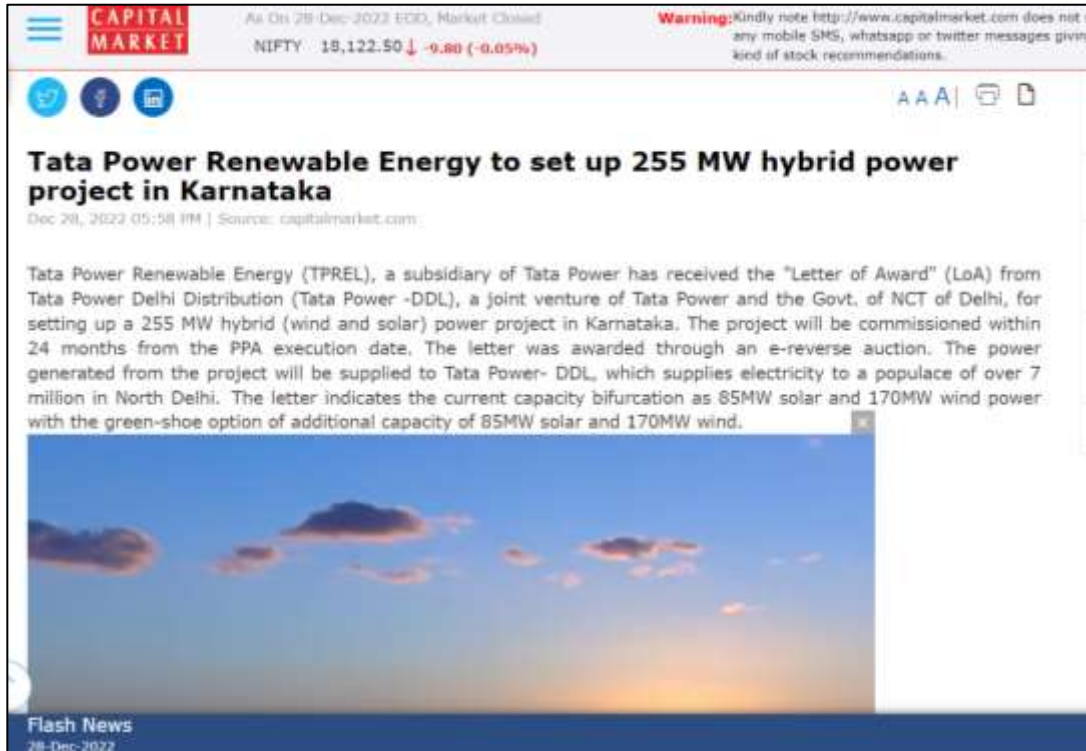 CAPITAL
MARKET
As On 28-Dec-2022 EOD, Market Closed
NIFTY 18,122.50↓ -9.80 (-0.05%)
Warning:Kindly note http://www.capitalmarket.com does not
any mobile SMS, whatsapp or twitter messages giving
kind of stock recommendations.
A A A|
Tata Power Renewable Energy to set up 255 MW hybrid power
project in Karnataka
Dec 28, 2022 05:58 PM | Source: capitalmarket.com
Tata Power Renewable Energy (TPREL), a subsidiary of Tata Power has received the "Letter of Award" (LoA) from
Tata Power Delhi Distribution (Tata Power -DDL), a joint venture of Tata Power and the Govt. of NCT of Delhi, for
setting up a 255 MW hybrid (wind and solar) power project in Karnataka. The project will be commissioned within
24 months from the PPA execution date. The letter was awarded through an e-reverse auction. The power
generated from the project will be supplied to Tata Power- DDL, which supplies electricity to a populace of over 7
million in North Delhi. The letter indicates the current capacity bifurcation as 85MW solar and 170MW wind power
with the green-shoe option of additional capacity of 85MW solar and 170MW wind.
Flash News
28-Dec-2022